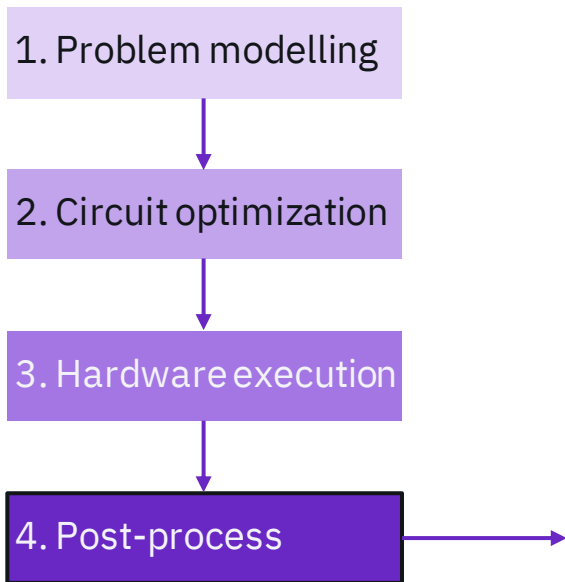 1. Problem modelling
2. Circuit optimization
3. Hardware execution
4. Post-process